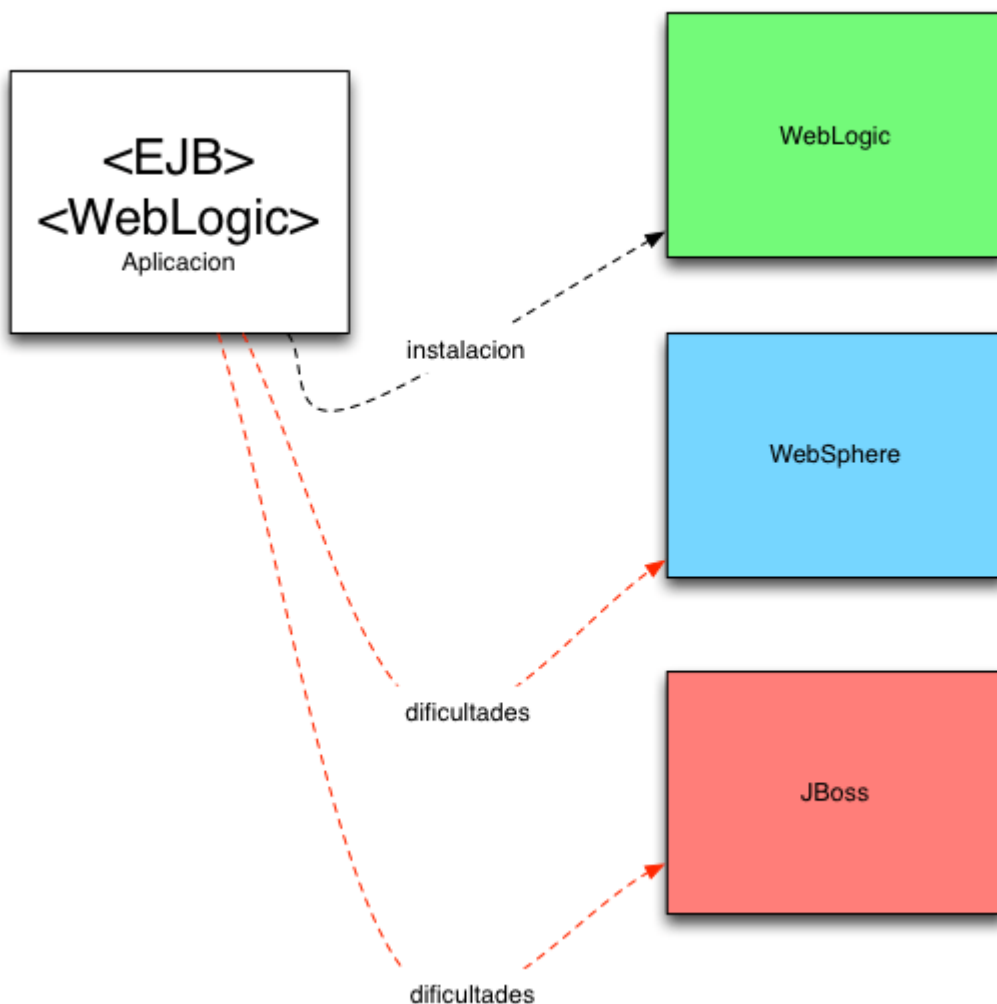 <EJB>
<WebLogic>
Aplicacion
WebLogic
instalacion
WebSphere
dificultades
JBoss
dificultades